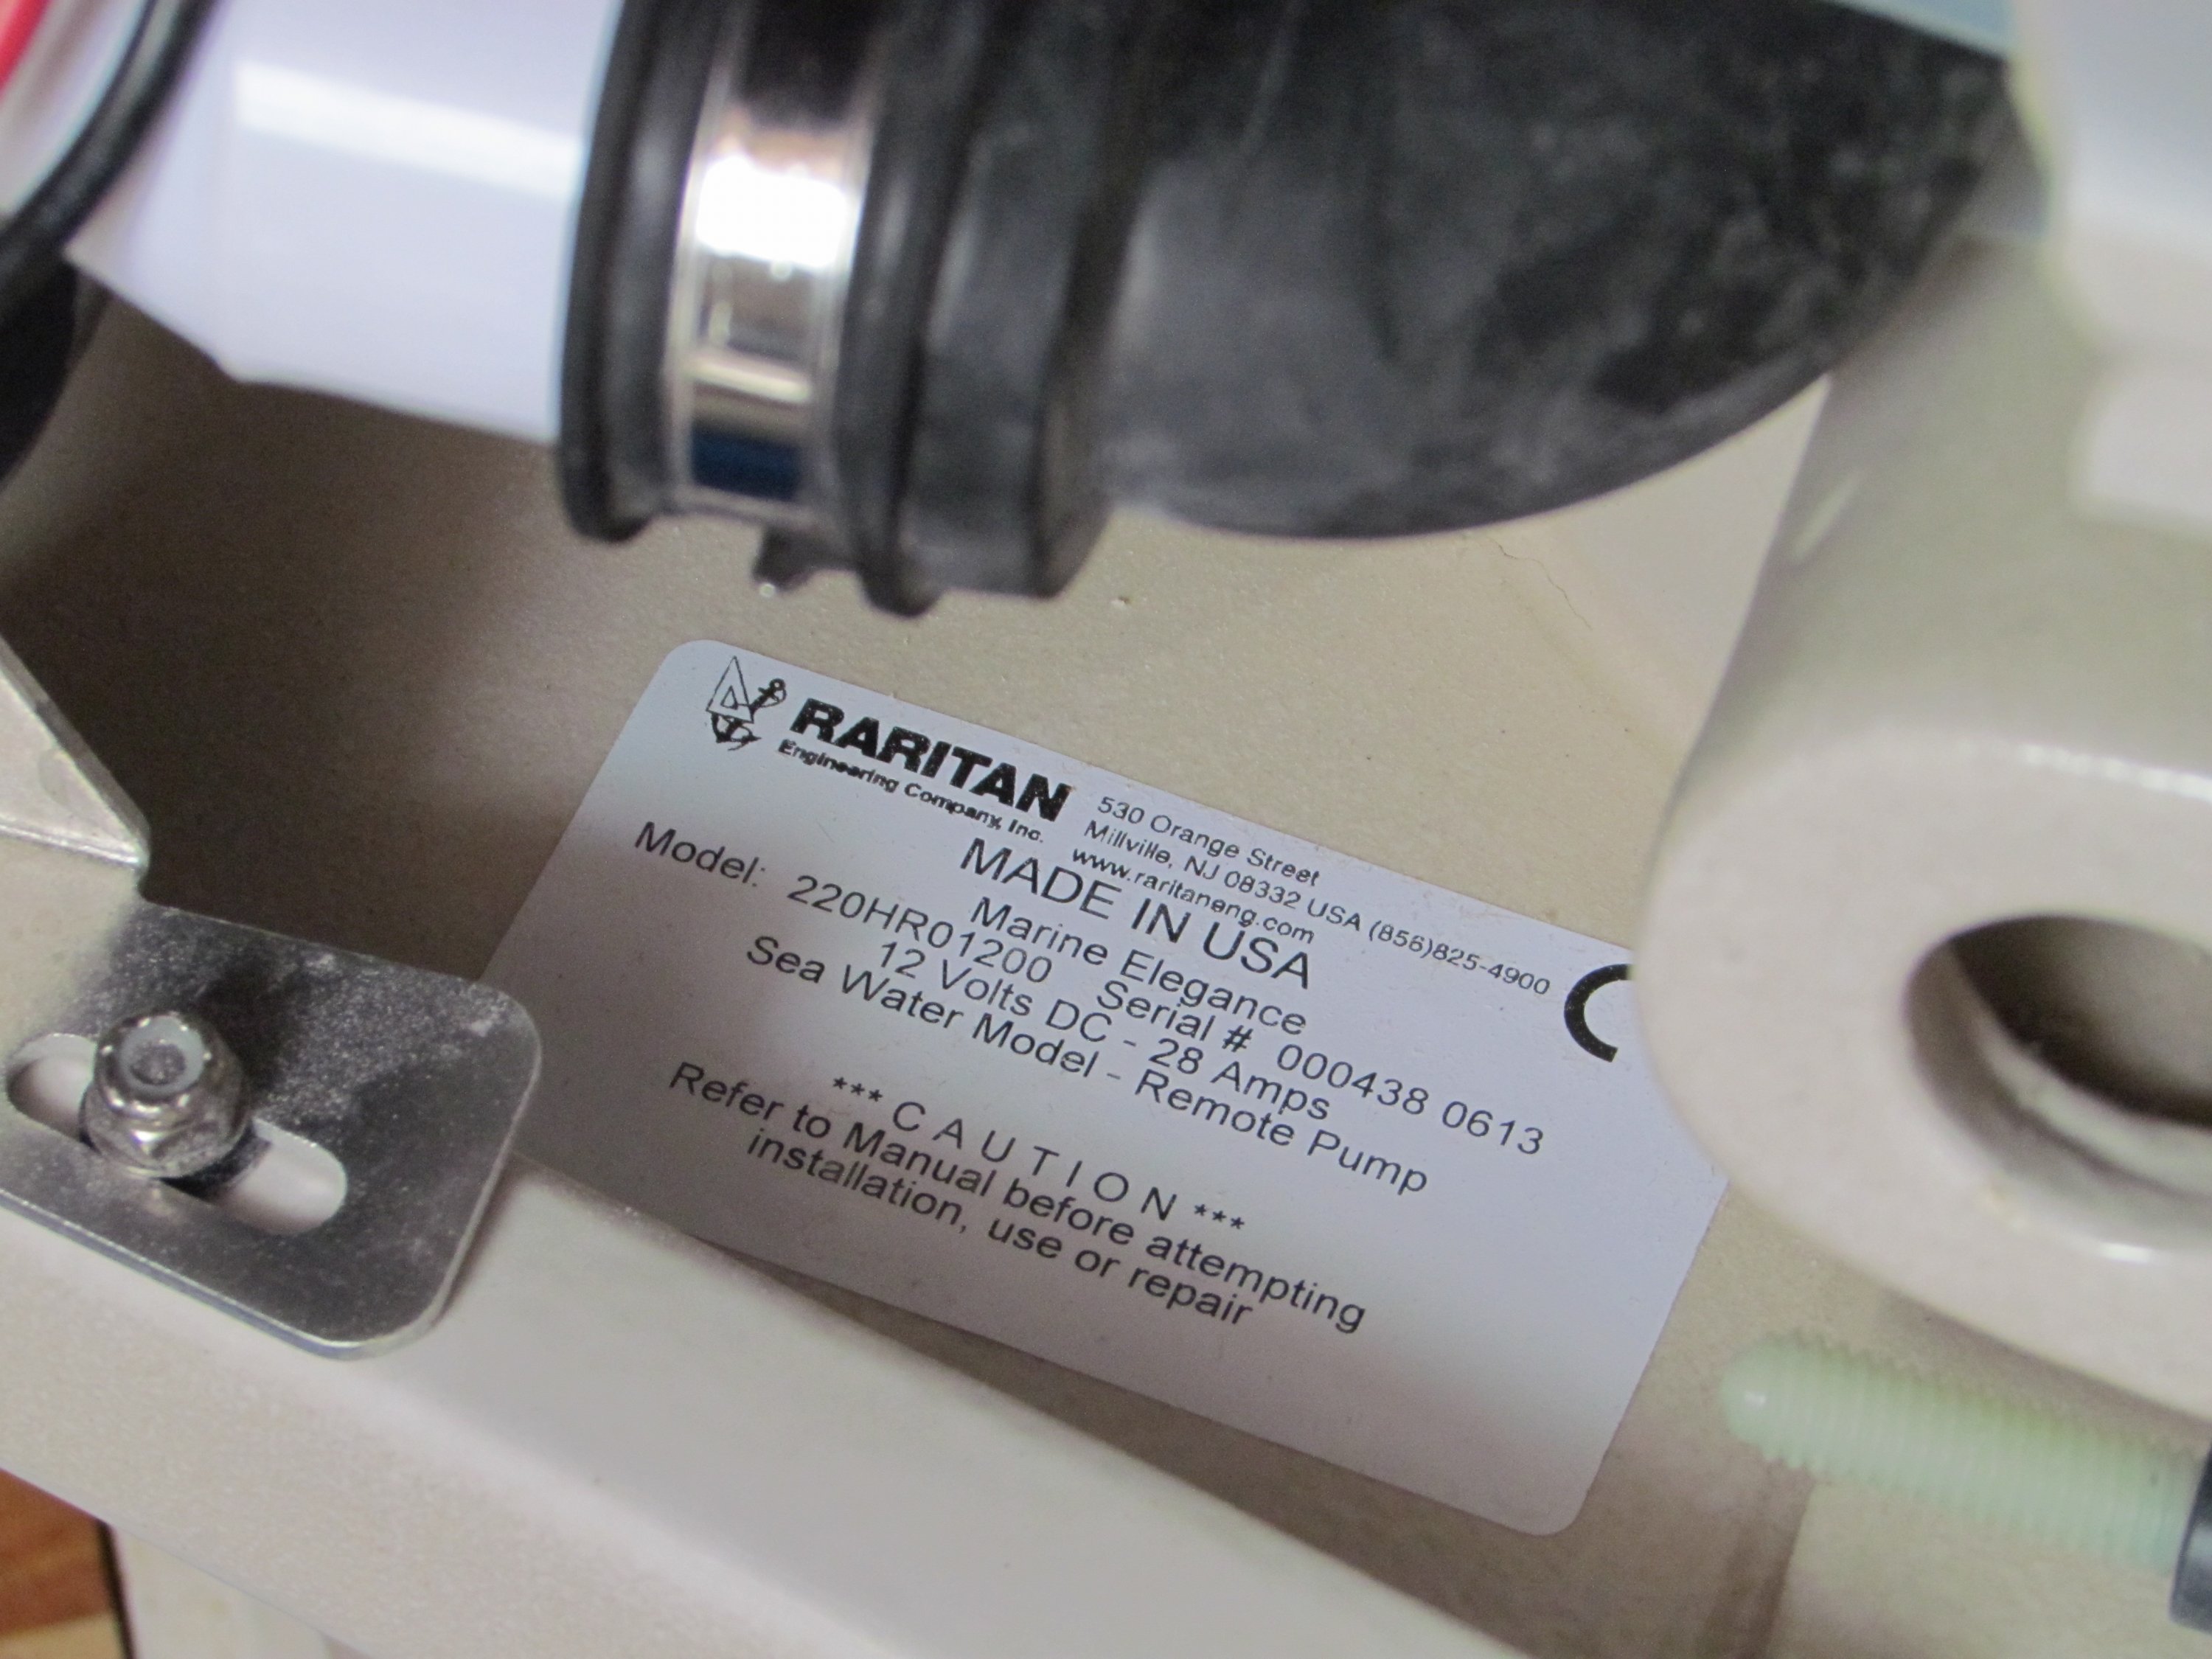 RARITAN
Engineering Company, Inc.
530 Orange Street
Millville, NJ 08332 USA (856)825-4900
www.raritaneng.com
MADE IN USA
Marine Elegance
Model: 220HR01200 Serial # 000438 0613
12 Volts DC - 28 Amps
Sea Water Model - Remote Pump
*** C A U T I O N ***
Refer to Manual before attempting
installation, use or repair
C